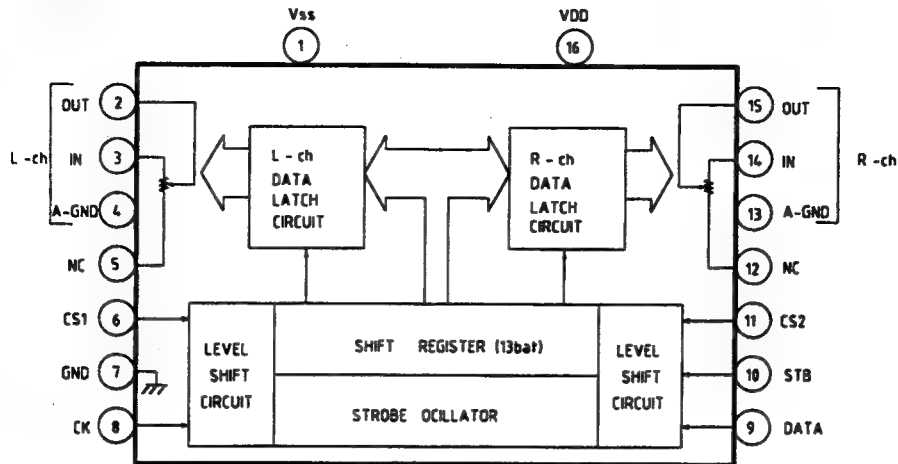 Vss
1
VDD
16
L-ch
OUT 2
IN 3
A-GND 4
NC 5
CS1 6
GND 7
CK 8
L-ch
DATA
LATCH
CIRCUIT
R-ch
DATA
LATCH
CIRCUIT
15 OUT
14 IN
13 A-GND
12 NC
11 CS2
10 STB
9 DATA
R-ch
LEVEL
SHIFT
CIRCUIT
SHIFT REGISTER (13bat)
STROBE OCILLATOR
LEVEL
SHIFT
CIRCUIT